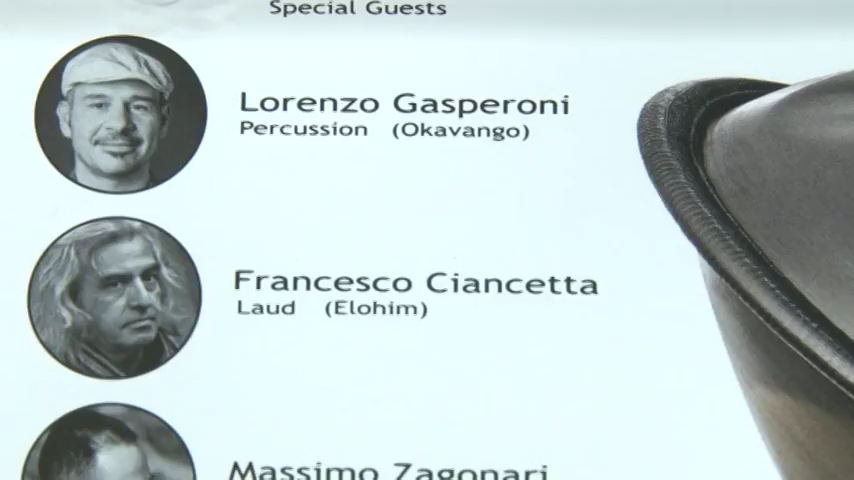 Special Guests
Lorenzo Gasperoni
Percussion (Okavango)
Francesco Ciancetta
Laud (Elohim)
Massimo Zagonari